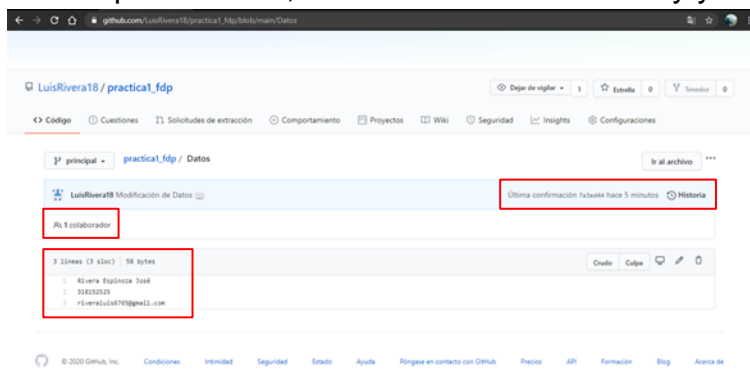 github.com/LuisRivera18/practica1_fdp/blob/main/Datos
LuisRivera18 / practica1_fdp
Dejar de vigilar 1 Estrella 0 Tenedor 0
Código Cuestiones Solicitudes de extracción Comportamiento Proyectos Wiki Seguridad Insights Configuraciones
principal practica1_fdp / Datos Ir al archivo ...
LuisRivera18 Modificación de Datos ... Última confirmación hace 5 minutos Historia
1 colaborador
3 líneas (3 sloc) 58 bytes Crudo Culpa
1 Rivera Espinoza José
2 318152525
3 riveraluis6765@gmail.com
© 2020 GitHub, Inc. Condiciones Intimidad Seguridad Estado Ayuda Póngase en contacto con GitHub Precios API Formación Blog Acerca de